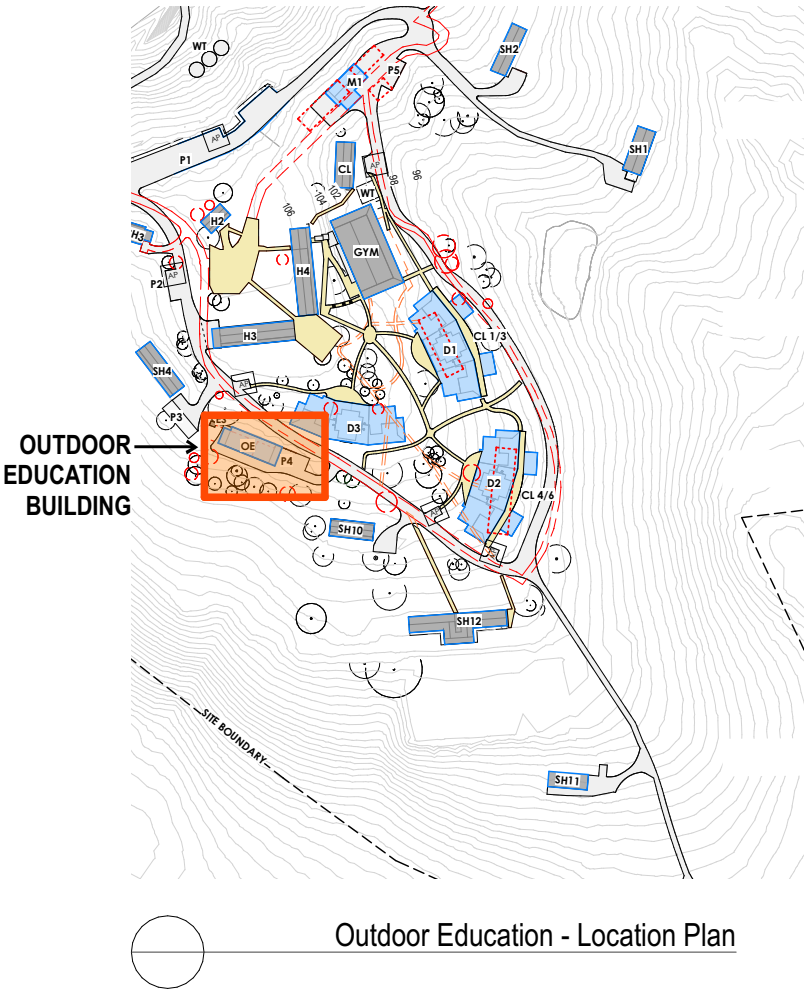 SH2
WT
M1
P5
AP
P1
SH1
CL
AP
98
96
WT
102
104
106
H2
GYM
H3
H4
AP
P2
CL 1/3
D1
H3
SH4
AP
P3
D3
OE
P4
OUTDOOR
EDUCATION
BUILDING
D2
CL 4/6
AP
SH10
SH12
SITE BOUNDARY
SH11
Outdoor Education - Location Plan